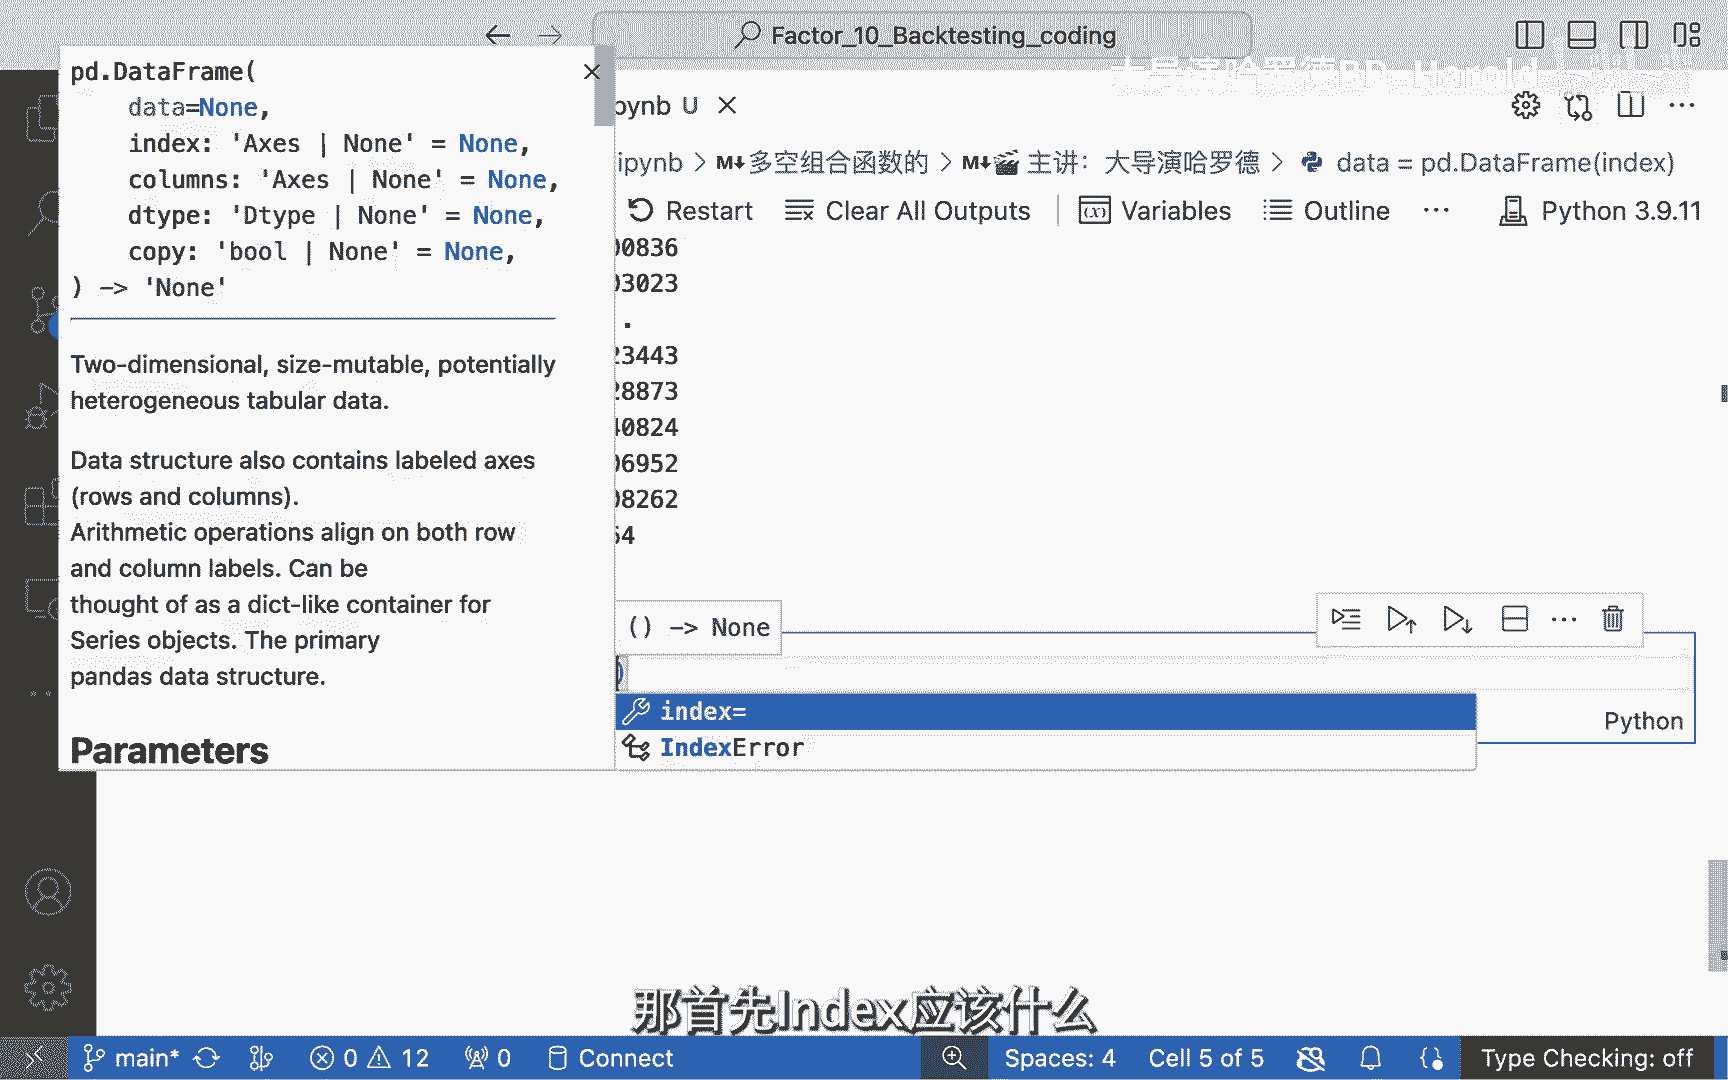 Factor_10_Backtesting_coding
pd.DataFrame(
data=None,
index: 'Axes | None' = None,
columns: 'Axes | None' = None,
dtype: 'Dtype | None' = None,
copy: 'bool | None' = None,
) -> 'None'
Two-dimensional, size-mutable, potentially
heterogeneous tabular data.
Data structure also contains labeled axes
(rows and columns).
Arithmetic operations align on both row
and column labels. Can be
thought of as a dict-like container for
Series objects. The primary
pandas data structure.
Parameters
ynb U
ipynb > M↓ 多空组合函数的 > M↓ 主讲：大导演哈罗德 > data = pd.DataFrame(index)
Restart Clear All Outputs Variables Outline ··· Python 3.9.11
00836
03023
.
23443
28873
40824
06952
08262
54
() -> None
)
index=
IndexError
Python
那首先Index应该什么
main* 0 12 0 Connect Spaces: 4 Cell 5 of 5 Type Checking: off